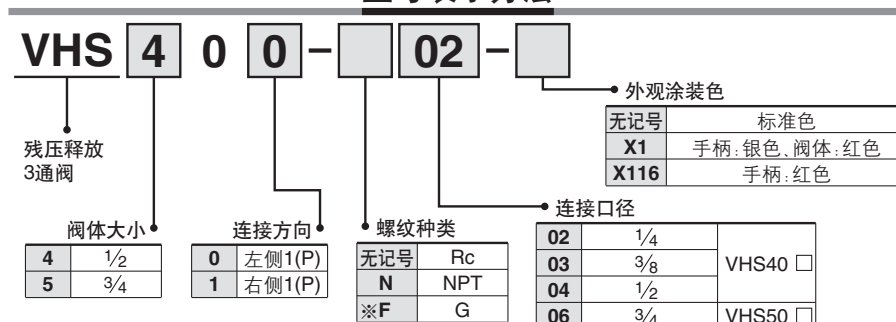 VHS 4 0 0 - 02 -
外观涂装色
无记号 标准色
X1 手柄:银色、阀体:红色
X116 手柄:红色
残压释放
3通阀
阀体大小
4 1/2
5 3/4
连接方向
0 左侧1(P)
1 右侧1(P)
螺纹种类
无记号 Rc
N NPT
※F G
连接口径
02 1/4 VHS40 □
03 3/8
04 1/2
06 3/4 VHS50 □